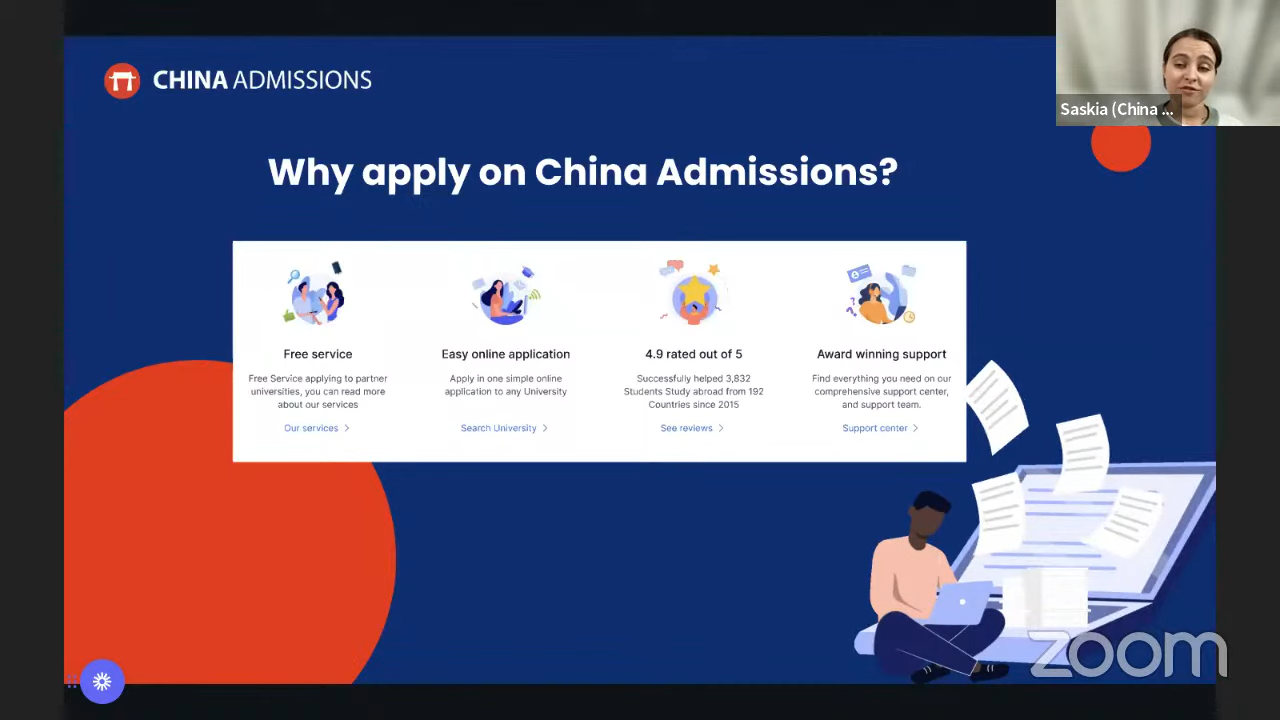 CHINA ADMISSIONS
Saskia (China ...
Why apply on China Admissions?
Free service
Free Service applying to partner
universities, you can read more
about our services
Our services >
Easy online application
Apply in one simple online
application to any University
Search University >
4.9 rated out of 5
Successfully helped 3,832
Students Study abroad from 192
Countries since 2015
See reviews >
Award winning support
Find everything you need on our
comprehensive support center,
and support team.
Support center >
zoom